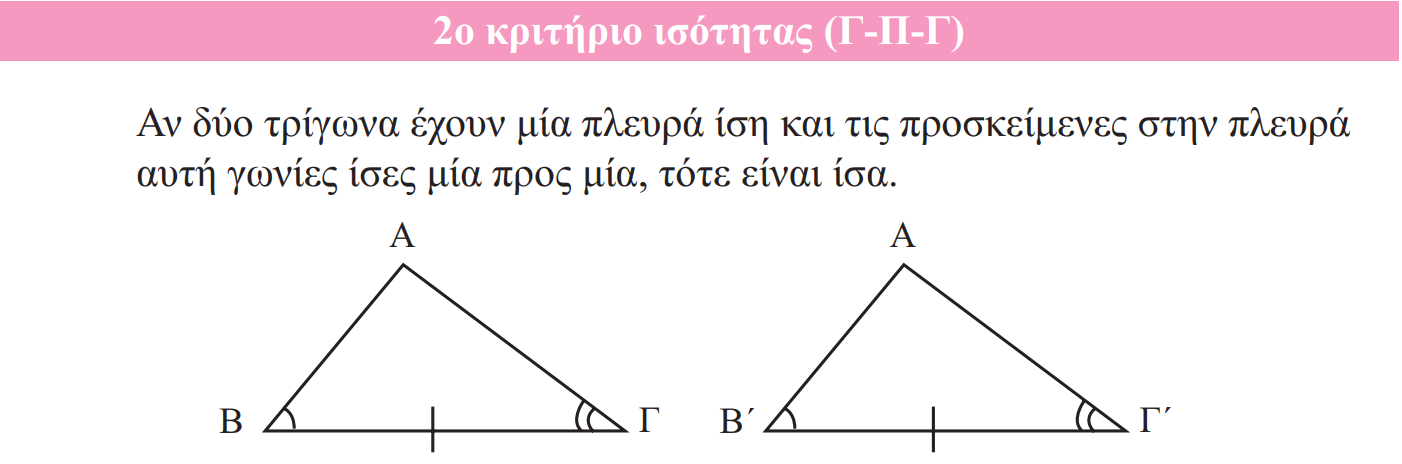 2ο κριτήριο ισότητας (Γ-Π-Γ)
Αν δύο τρίγωνα έχουν μία πλευρά ίση και τις προσκείμενες στην πλευρά
αυτή γωνίες ίσες μία προς μία, τότε είναι ίσα.
Α Α
Β Γ Β΄ Γ΄